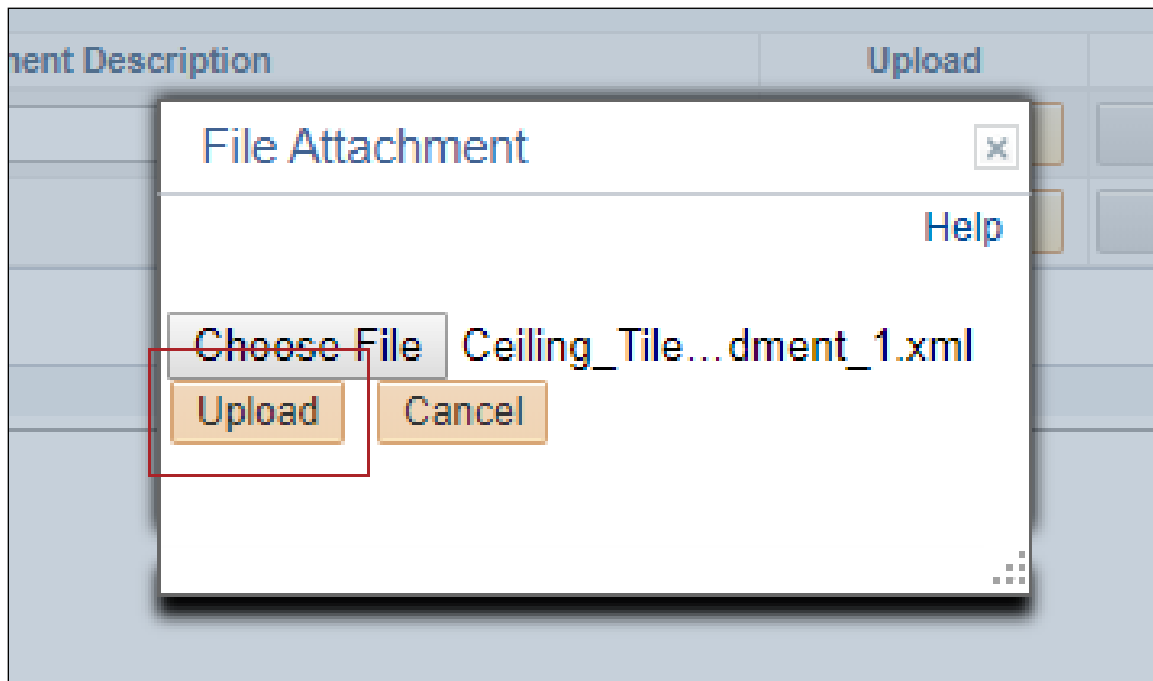 ment Description Upload
File Attachment
Help
Choose File Ceiling_Tile...dment_1.xml
Upload Cancel